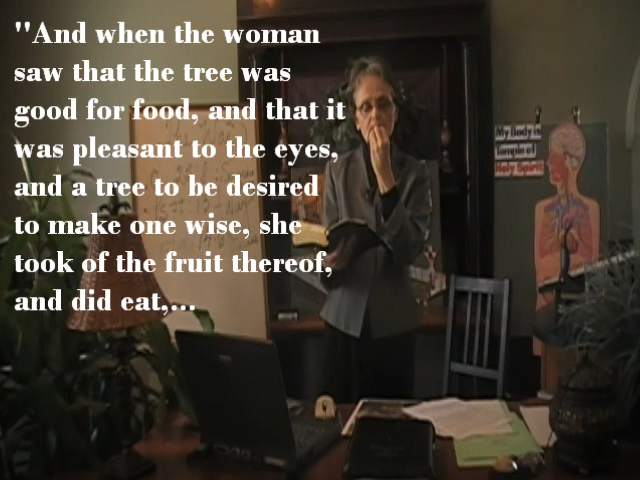 "And when the woman
saw that the tree was
good for food, and that it
was pleasant to the eyes,
and a tree to be desired
to make one wise, she
took of the fruit thereof,
and did eat,...
My Body is
Temple of
Holy Spirit